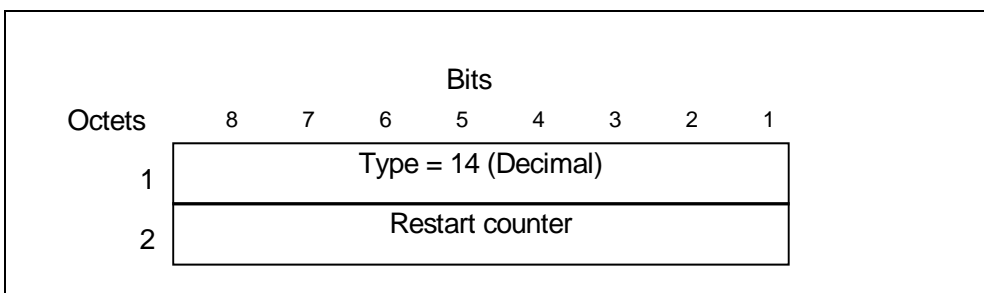 Bits
Octets 8 7 6 5 4 3 2 1
1 Type = 14 (Decimal)
2 Restart counter